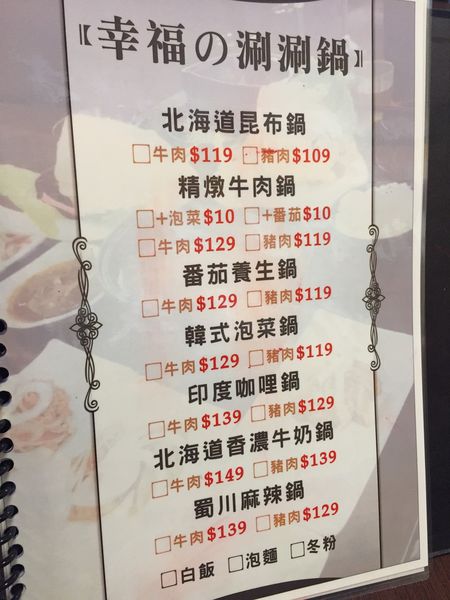 【幸福の涮涮鍋】
北海道昆布鍋
□牛肉$119 □豬肉$109
精燉牛肉鍋
□+泡菜$10 □+番茄$10
□牛肉$129 □豬肉$119
番茄養生鍋
□牛肉$129 □豬肉$119
韓式泡菜鍋
□牛肉$129 □豬肉$119
印度咖哩鍋
□牛肉$139 □豬肉$129
北海道香濃牛奶鍋
□牛肉$149 □豬肉$139
蜀川麻辣鍋
□牛肉$139 □豬肉$129
□白飯 □泡麵 □冬粉